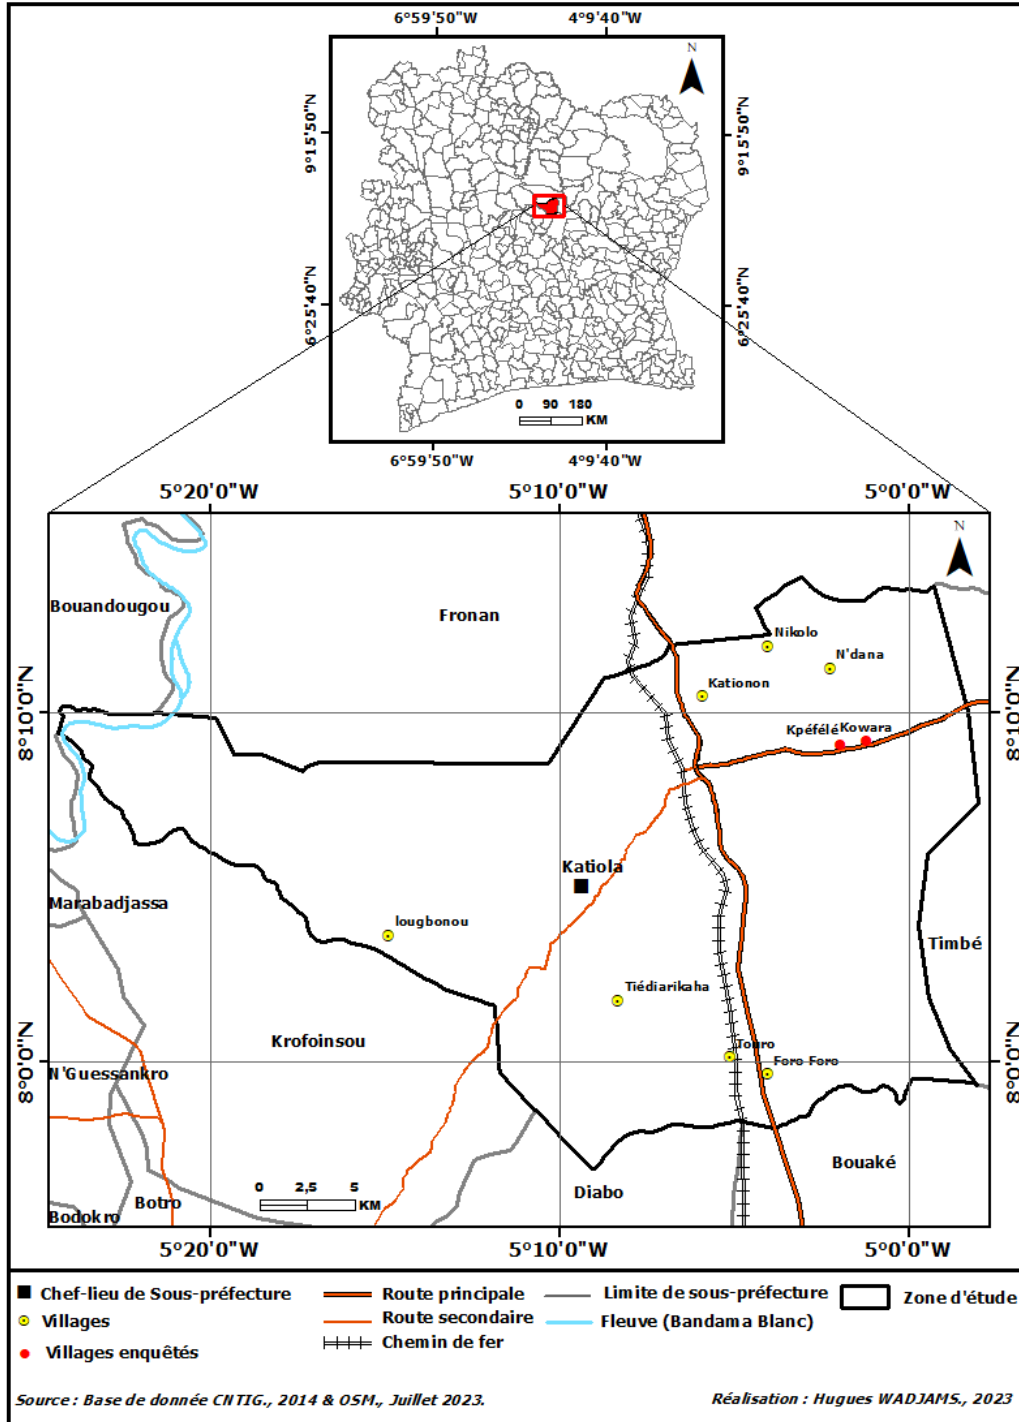 6°59'50"W 4°9'40"W
N
9°15'50"N 9°15'50"N
6°25'40"N 6°25'40"N
0 90 180
KM
6°59'50"W 4°9'40"W
5°20'0"W 5°10'0"W 5°0'0"W
N
Bouandougou
Fronan
Nikolo
N'dana
Kationon
8°10'0"N 8°10'0"N
Kpéfélé Kowara
Katiola
Marabadjassa
lougbonou
Timbé
Tiédiarikaha
Krofoinsou
Touro
Foro Foro
8°0'0"N 8°0'0"N
N'Guessankro
Bouaké
Diabo
Botro
Bodokro
0 2,5 5
KM
5°20'0"W 5°10'0"W 5°0'0"W
Chef-lieu de Sous-préfecture Route principale Limite de sous-préfecture Zone d'étude
Villages Route secondaire Fleuve (Bandama Blanc)
Villages enquêtés Chemin de fer
Source : Base de donnée CNTIG., 2014 & OSM., Juillet 2023. Réalisation : Hugues WADJAMS., 2023